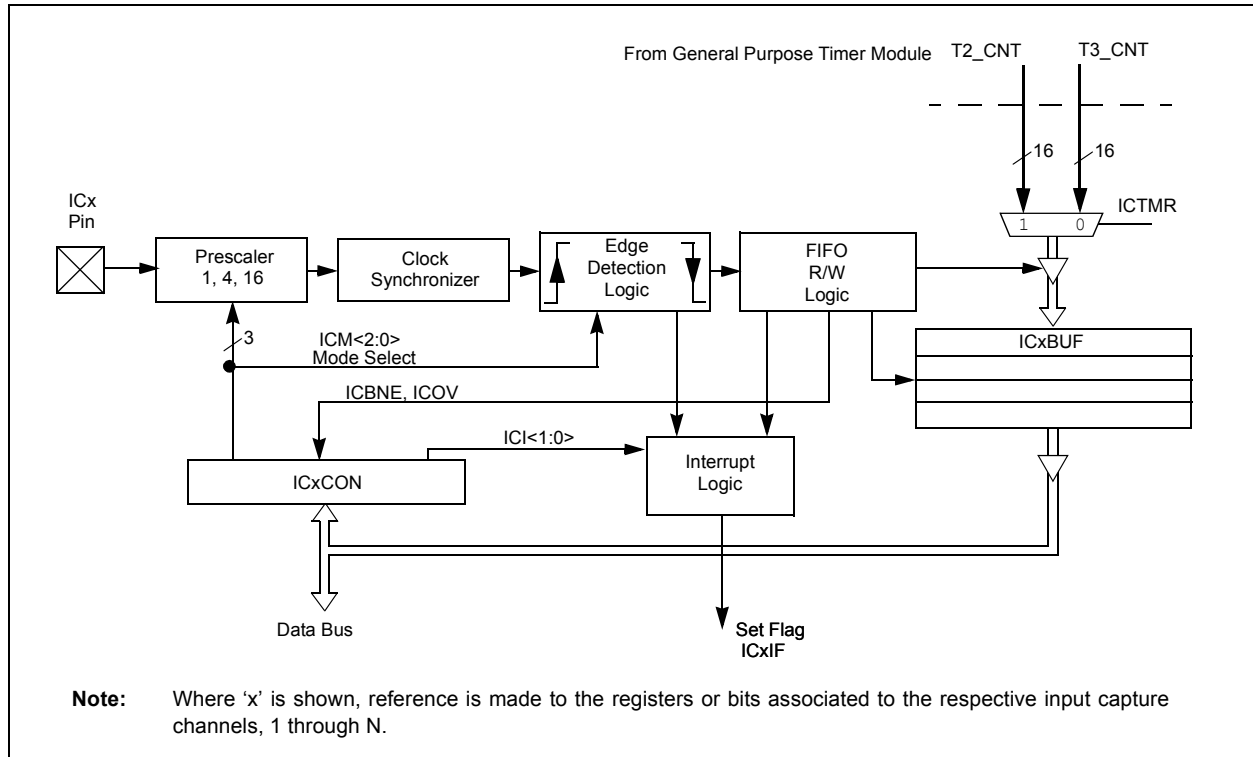 From General Purpose Timer Module
T2_CNT
T3_CNT
16
16
ICx
Pin
1
0
ICTMR
Prescaler
1, 4, 16
Clock
Synchronizer
Edge
Detection
Logic
FIFO
R/W
Logic
3
ICM<2:0>
Mode Select
ICxBUF
ICBNE, ICOV
ICI<1:0>
Interrupt
Logic
ICxCON
Data Bus
Set Flag
ICxIF
Note: Where ‘x’ is shown, reference is made to the registers or bits associated to the respective input capture
channels, 1 through N.